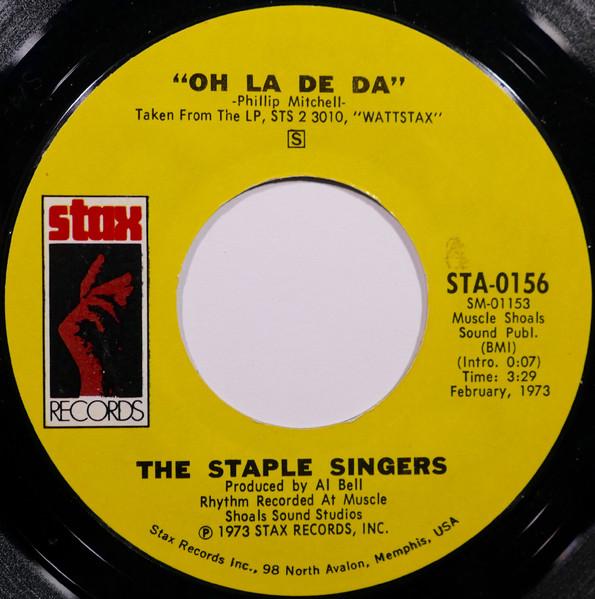 "OH LA DE DA"
-Phillip Mitchell-
Taken From The LP, STS 2 3010, "WATTSTAX"
S
stax
RECORDS
STA-0156
SM-01153
Muscle Shoals
Sound Publ.
(BMI)
(Intro. 0:07)
Time: 3:29
February, 1973
THE STAPLE SINGERS
Produced by Al Bell
Rhythm Recorded At Muscle
Shoals Sound Studios
℗ 1973 STAX RECORDS, INC.
Stax Records Inc., 98 North Avalon, Memphis, USA